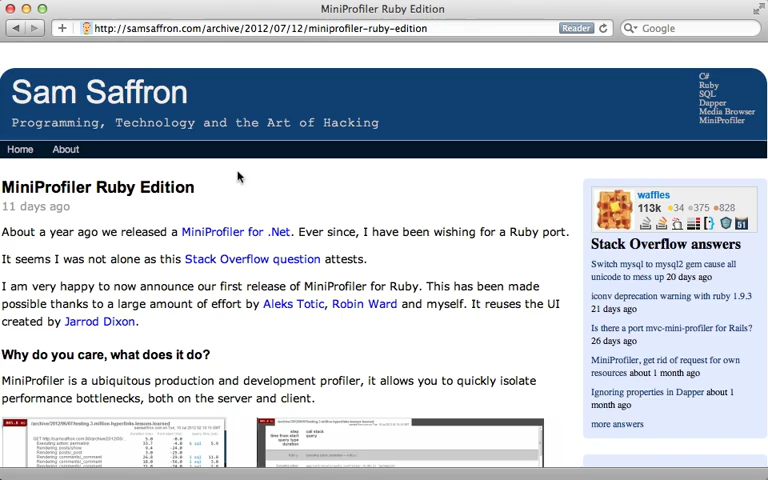 MiniProfiler Ruby Edition
http://samsaffron.com/archive/2012/07/12/miniprofiler-ruby-edition
Reader
Google
Sam Saffron
Programming, Technology and the Art of Hacking
C#
Ruby
SQL
Dapper
Media Browser
MiniProfiler
Home About
MiniProfiler Ruby Edition
11 days ago
About a year ago we released a MiniProfiler for .Net. Ever since, I have been wishing for a Ruby port.
It seems I was not alone as this Stack Overflow question attests.
I am very happy to now announce our first release of MiniProfiler for Ruby. This has been made
possible thanks to a large amount of effort by Aleks Totic, Robin Ward and myself. It reuses the UI
created by Jarrod Dixon.
Why do you care, what does it do?
MiniProfiler is a ubiquitous production and development profiler, it allows you to quickly isolate
performance bottlenecks, both on the server and client.
waffles
113k 34 375 828
51
Stack Overflow answers
Switch mysql to mysql2 gem cause all
unicode to mess up 20 days ago
iconv deprecation warning with ruby 1.9.3
21 days ago
Is there a port mvc-mini-profiler for Rails?
26 days ago
MiniProfiler, get rid of request for own
resources about 1 month ago
Ignoring properties in Dapper about 1
month ago
more answers